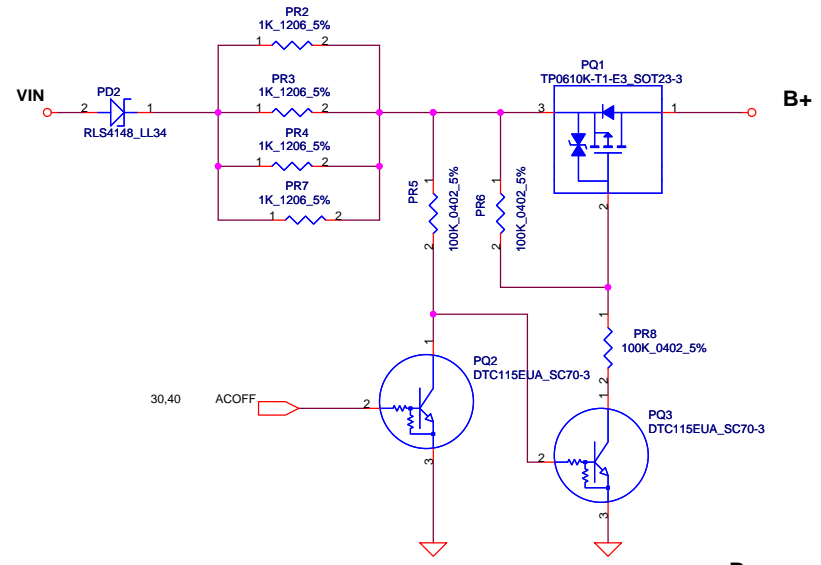 PR2
1K_1206_5%
1 2
PR3
1K_1206_5%
1 2
PR4
1K_1206_5%
1 2
PR7
1K_1206_5%
1 2
VIN
PD2
2 1
RLS4148_LL34
PQ1
TP0610K-T1-E3_SOT23-3
3 1
2
B+
PR5
100K_0402_5%
1 2
PR6
100K_0402_5%
1 2
PR8
100K_0402_5%
1 2
PQ2
DTC115EUA_SC70-3
1
2
3
30,40 ACOFF
PQ3
DTC115EUA_SC70-3
1
2
3